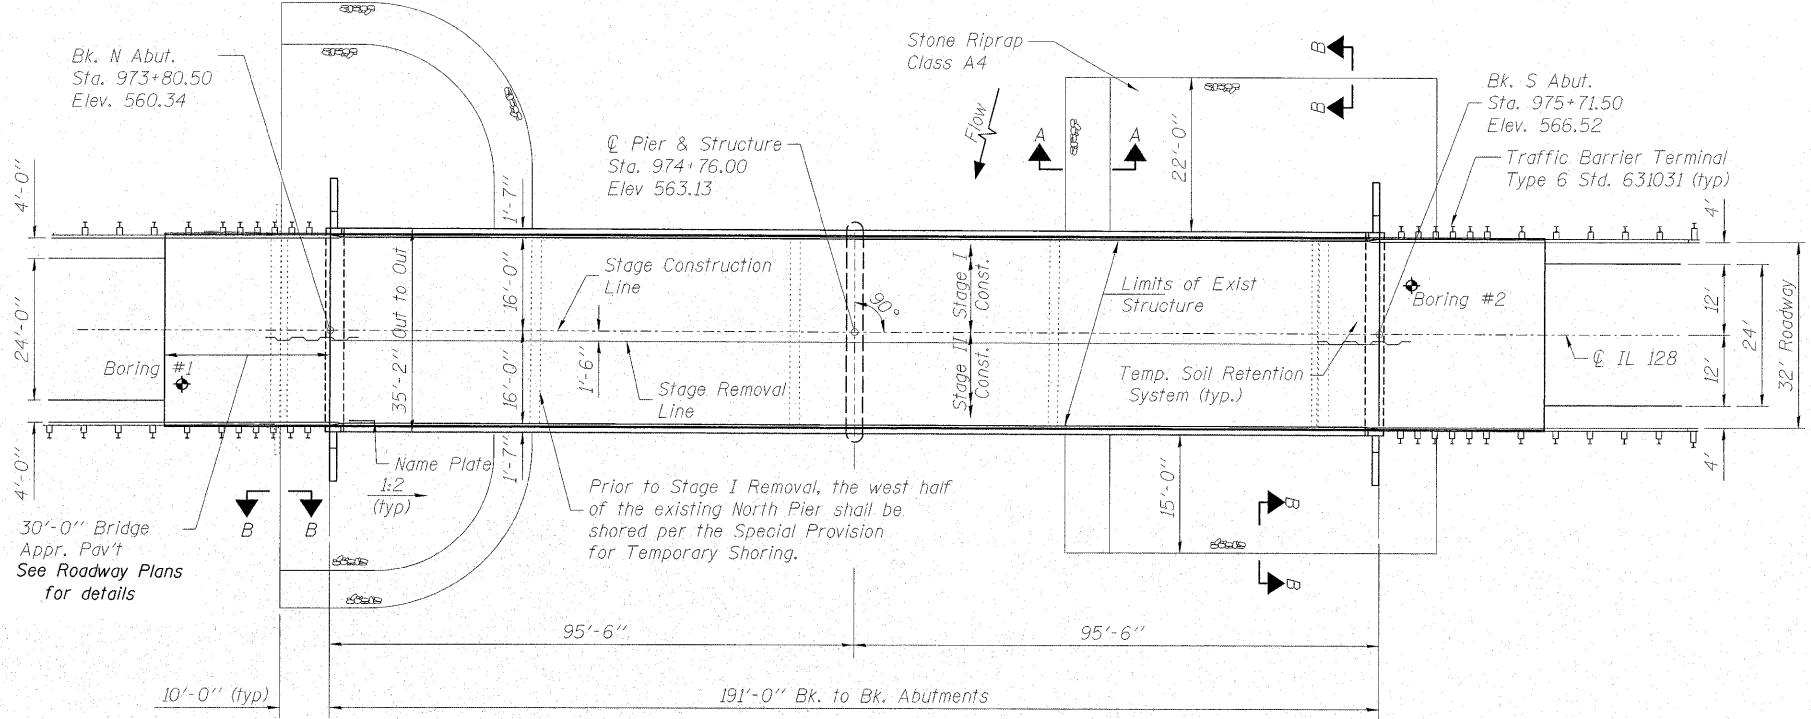 Bk. N Abut.
Sta. 973+80.50
Elev. 560.34
Stone Riprap
Class A4
Flow
B
B
Bk. S Abut.
Sta. 975+71.50
Elev. 566.52
℄ Pier & Structure
Sta. 974+76.00
Elev 563.13
A
A
22'-0"
Traffic Barrier Terminal
Type 6 Std. 631031 (typ)
4'-0"
1'-7"
4'
24'-0"
35'-2" Out to Out
16'-0"
Stage Construction
Line
90°
Stage I
Const.
Limits of Exist
Structure
Boring #2
12'
24'
32' Roadway
Boring #1
16'-0"
1'-6"
Stage Removal
Line
Stage II
Const.
Temp. Soil Retention
System (typ.)
℄ IL 128
12'
4'-0"
Name Plate
1:2
(typ)
1'-7"
4'
Prior to Stage I Removal, the west half
of the existing North Pier shall be
shored per the Special Provision
for Temporary Shoring.
15'-0"
B
B
B
B
30'-0" Bridge
Appr. Pav't
See Roadway Plans
for details
95'-6"
95'-6"
10'-0" (typ)
191'-0" Bk. to Bk. Abutments